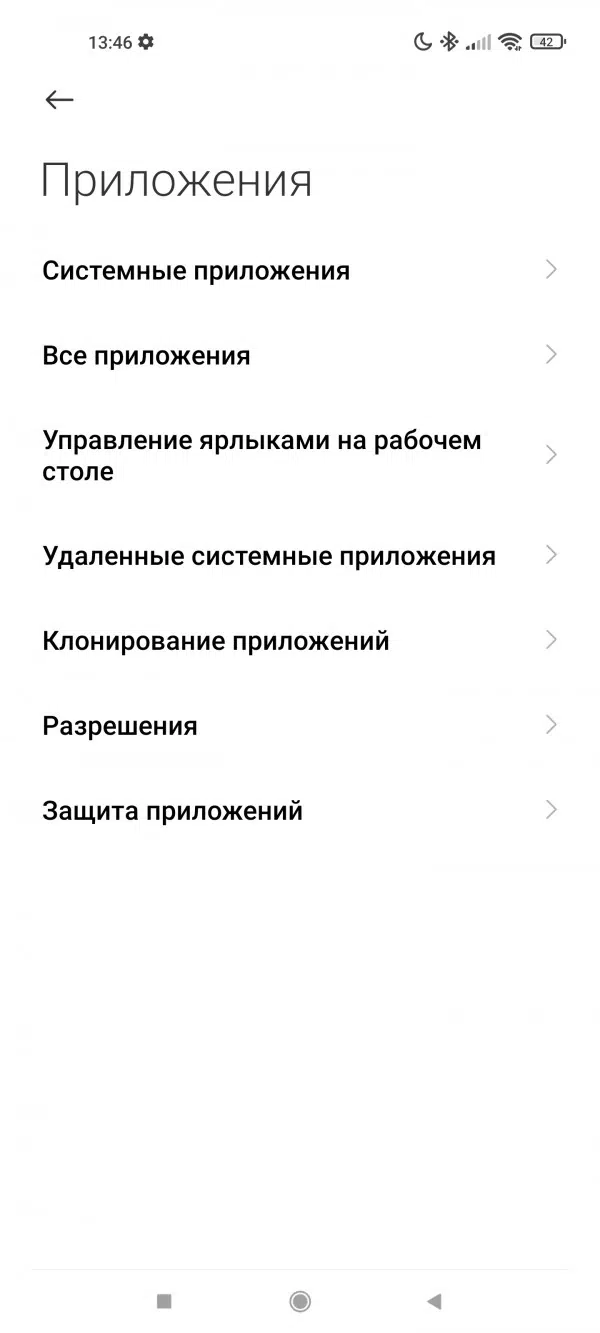 13:46
42
Приложения
Системные приложения
Все приложения
Управление ярлыками на рабочем
столе
Удаленные системные приложения
Клонирование приложений
Разрешения
Защита приложений